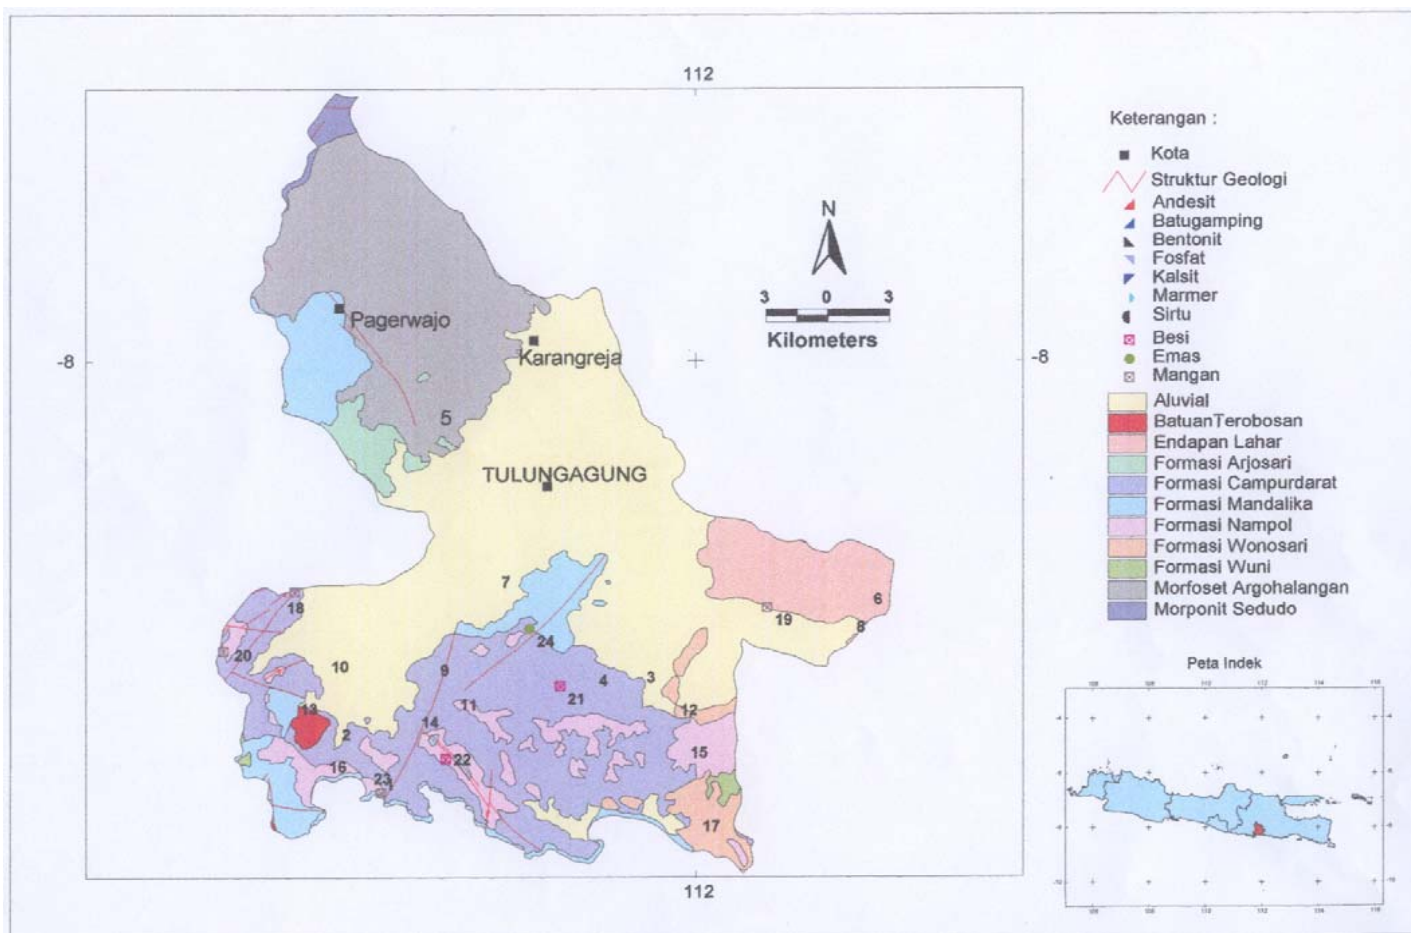 112
Keterangan :
Kota
Struktur Geologi
Andesit
Batugamping
Bentonit
Fosfat
Kalsit
Marmer
Sirtu
Besi
Emas
Mangan
Aluvial
BatuanTerobosan
Endapan Lahar
Formasi Arjosari
Formasi Campurdarat
Formasi Mandalika
Formasi Nampol
Formasi Wonosari
Formasi Wuni
Morfoset Argohalangan
Morponit Sedudo
N
3 0 3
Kilometers
Pagerwajo
Karangreja
-8
-8
5
TULUNGAGUNG
7
6
18
19
8
24
20
10
9
4
3
21
11
12
13
14
2
15
16
22
23
17
112
Peta Indek